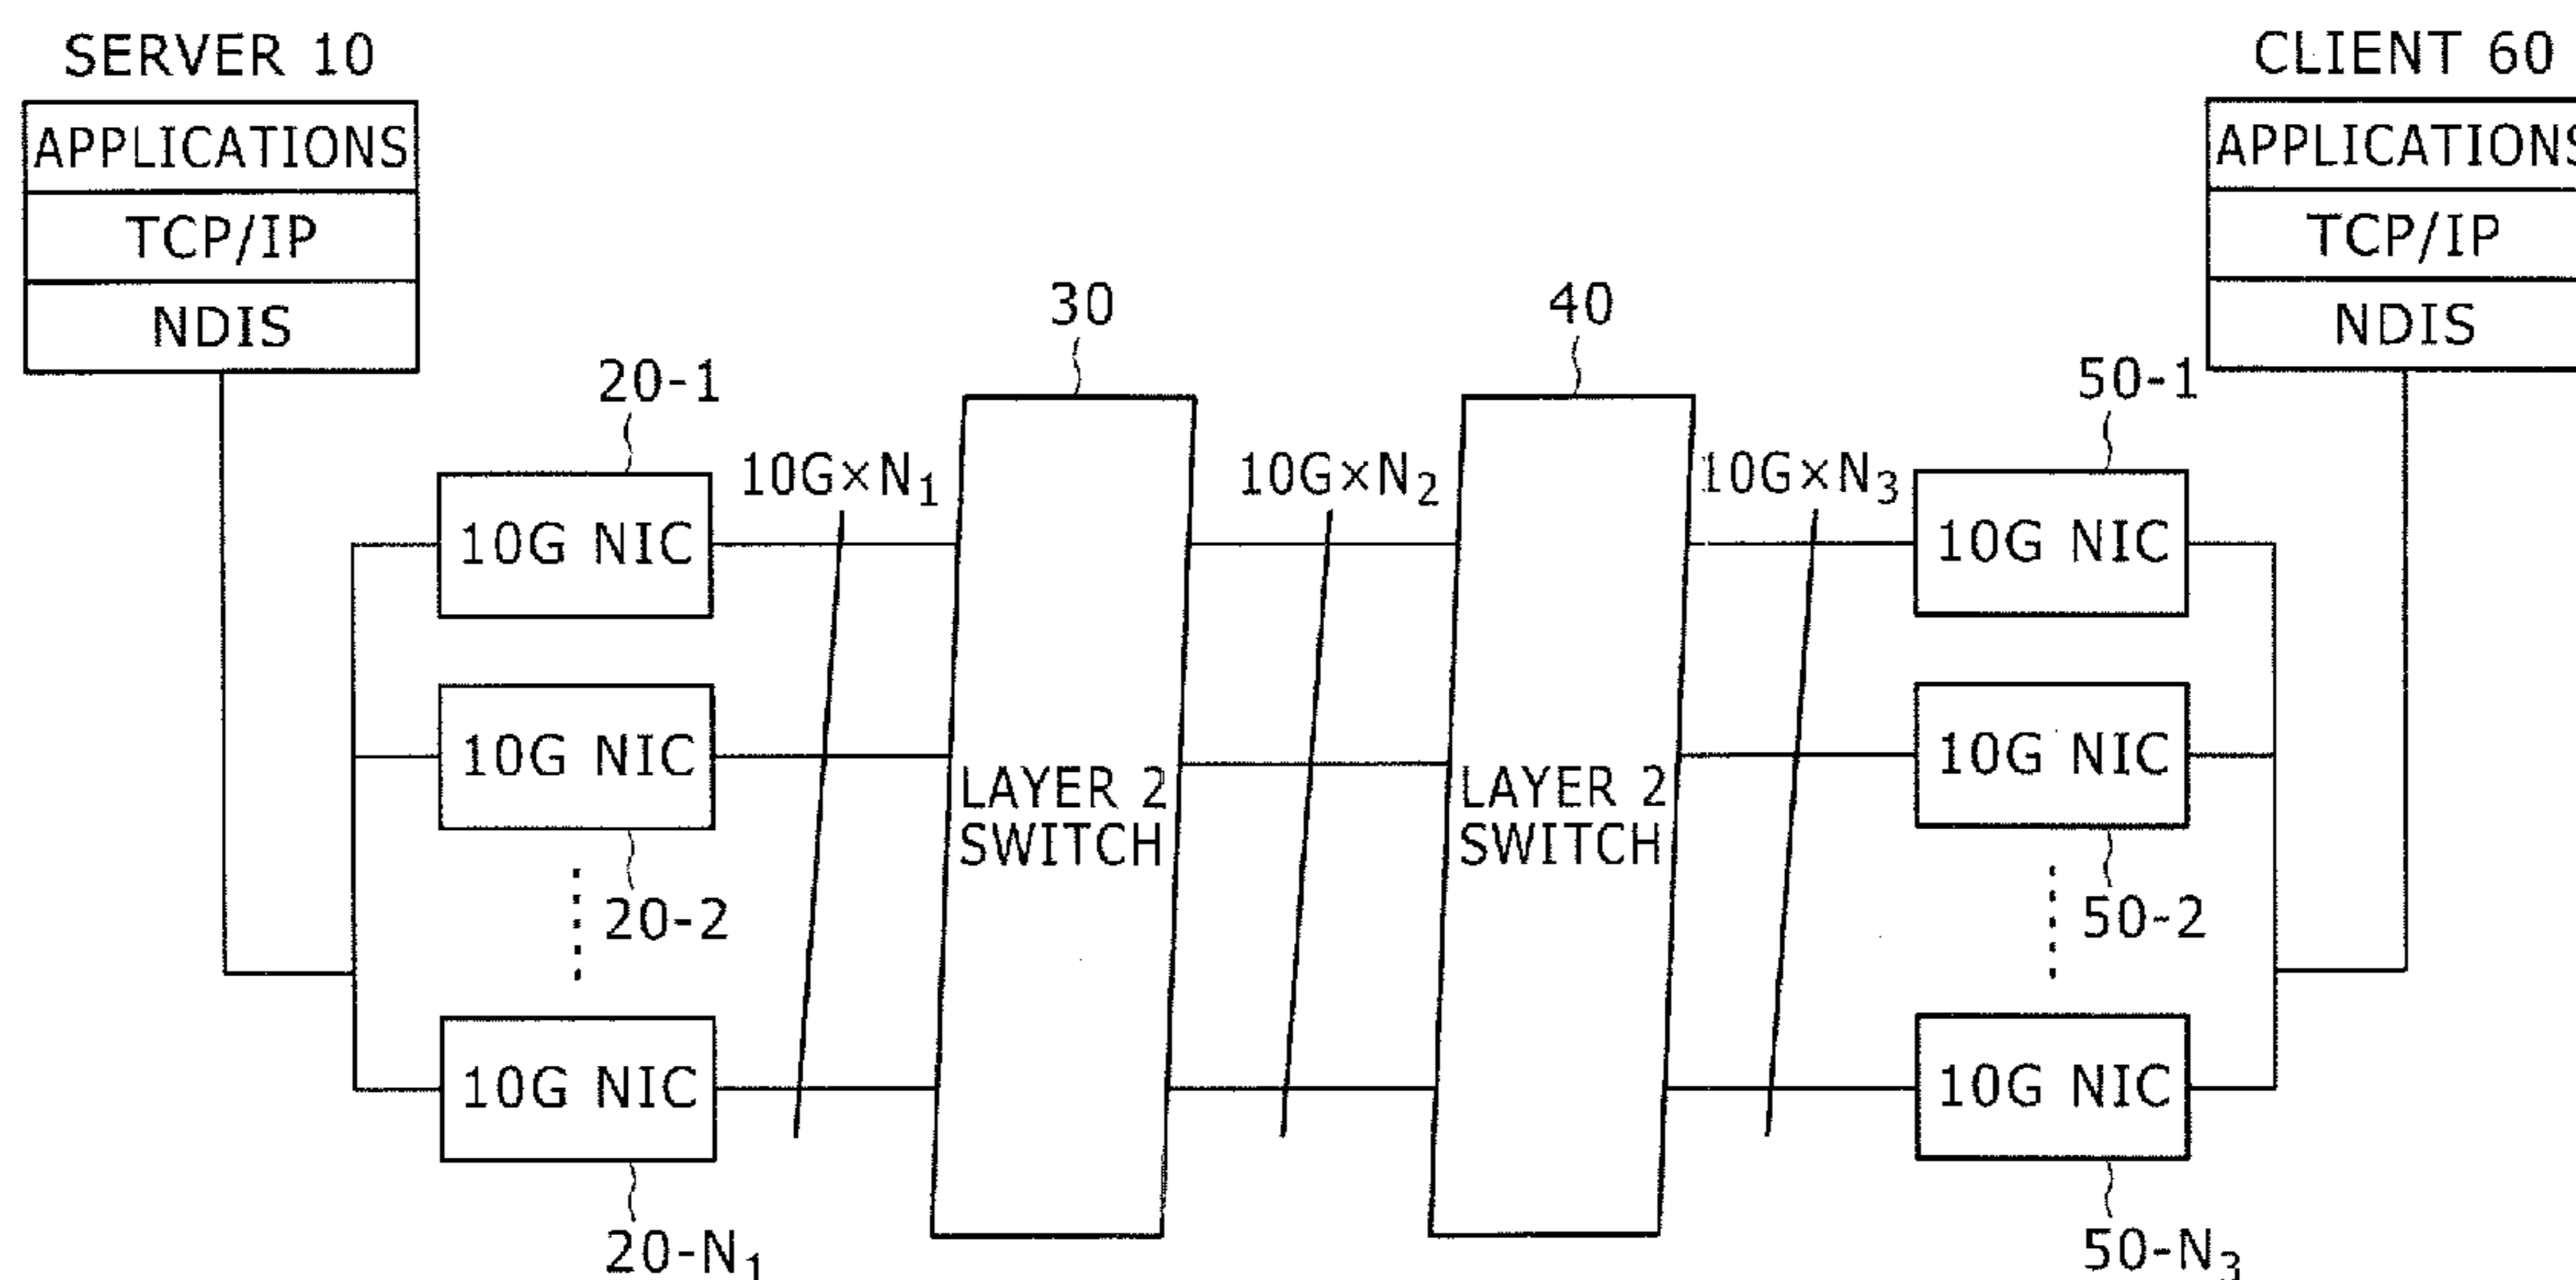 SERVER 10
APPLICATIONS
TCP/IP
NDIS
CLIENT 60
APPLICATIONS
TCP/IP
NDIS
30
40
20-1
50-1
10G×N₁
10G×N₂
10G×N₃
10G NIC
10G NIC
10G NIC
10G NIC
LAYER 2
SWITCH
LAYER 2
SWITCH
20-2
50-2
10G NIC
10G NIC
20-N₁
50-N₃